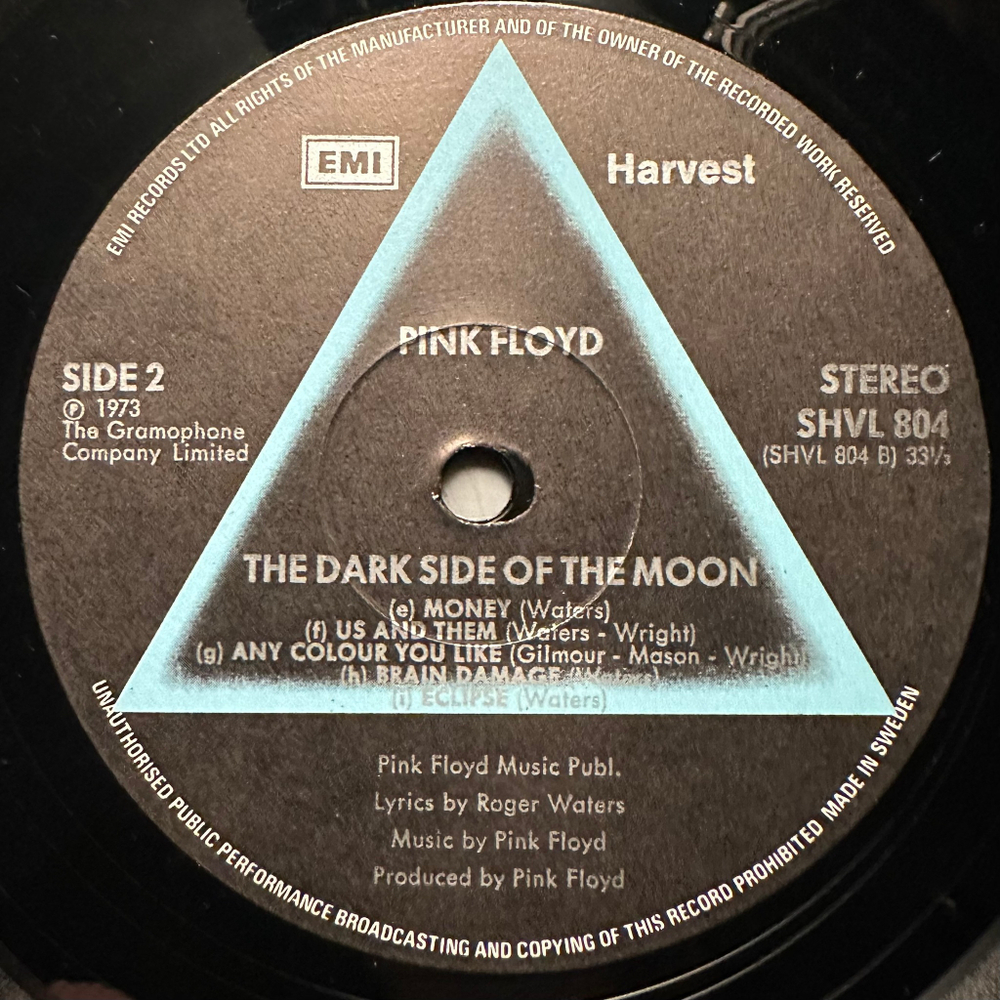 EMI RECORDS LTD ALL RIGHTS OF THE MANUFACTURER AND OF THE OWNER OF THE RECORDED WORK RESERVED
EMI
Harvest
PINK FLOYD
SIDE 2
℗ 1973
The Gramophone
Company Limited
STEREO
SHVL 804
(SHVL 804 B) 33⅓
THE DARK SIDE OF THE MOON
(e) MONEY (Waters)
(f) US AND THEM (Waters - Wright)
(g) ANY COLOUR YOU LIKE (Gilmour - Mason - Wright)
(h) BRAIN DAMAGE (Waters)
(i) ECLIPSE (Waters)
Pink Floyd Music Publ.
Lyrics by Roger Waters
Music by Pink Floyd
Produced by Pink Floyd
UNAUTHORISED PUBLIC PERFORMANCE BROADCASTING AND COPYING OF THIS RECORD PROHIBITED MADE IN SWEDEN